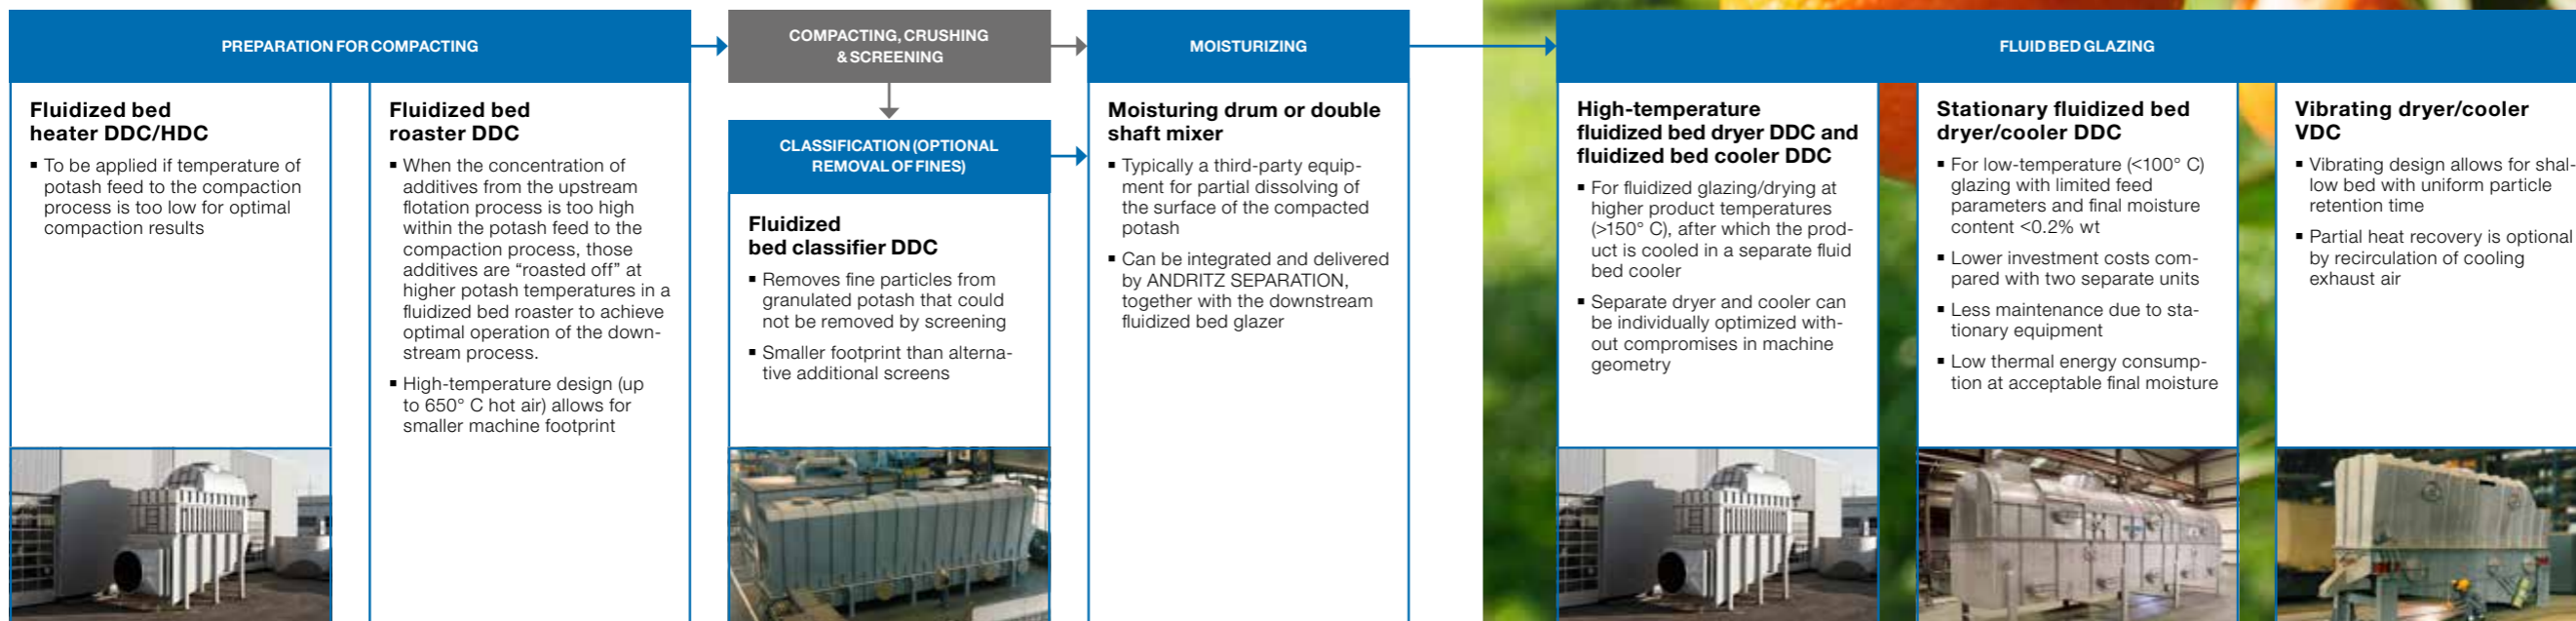 PREPARATION FOR COMPACTING
Fluidized bed
heater DDC/HDC
▪ To be applied if temperature of
potash feed to the compaction
process is too low for optimal
compaction results
Fluidized bed
roaster DDC
▪ When the concentration of
additives from the upstream
flotation process is too high
within the potash feed to the
compaction process, those
additives are “roasted off” at
higher potash temperatures in a
fluidized bed roaster to achieve
optimal operation of the down-
stream process.
▪ High-temperature design (up
to 650° C hot air) allows for
smaller machine footprint
COMPACTING, CRUSHING
& SCREENING
CLASSIFICATION (OPTIONAL
REMOVAL OF FINES)
Fluidized
bed classifier DDC
▪ Removes fine particles from
granulated potash that could
not be removed by screening
▪ Smaller footprint than alterna-
tive additional screens
MOISTURIZING
Moisturing drum or double
shaft mixer
▪ Typically a third-party equip-
ment for partial dissolving of
the surface of the compacted
potash
▪ Can be integrated and delivered
by ANDRITZ SEPARATION,
together with the downstream
fluidized bed glazer
FLUID BED GLAZING
High-temperature
fluidized bed dryer DDC and
fluidized bed cooler DDC
▪ For fluidized glazing/drying at
higher product temperatures
(>150° C), after which the prod-
uct is cooled in a separate fluid
bed cooler
▪ Separate dryer and cooler can
be individually optimized with-
out compromises in machine
geometry
Stationary fluidized bed
dryer/cooler DDC
▪ For low-temperature (<100° C)
glazing with limited feed
parameters and final moisture
content <0.2% wt
▪ Lower investment costs com-
pared with two separate units
▪ Less maintenance due to sta-
tionary equipment
▪ Low thermal energy consump-
tion at acceptable final moisture
Vibrating dryer/cooler
VDC
▪ Vibrating design allows for shal-
low bed with uniform particle
retention time
▪ Partial heat recovery is optional
by recirculation of cooling
exhaust air